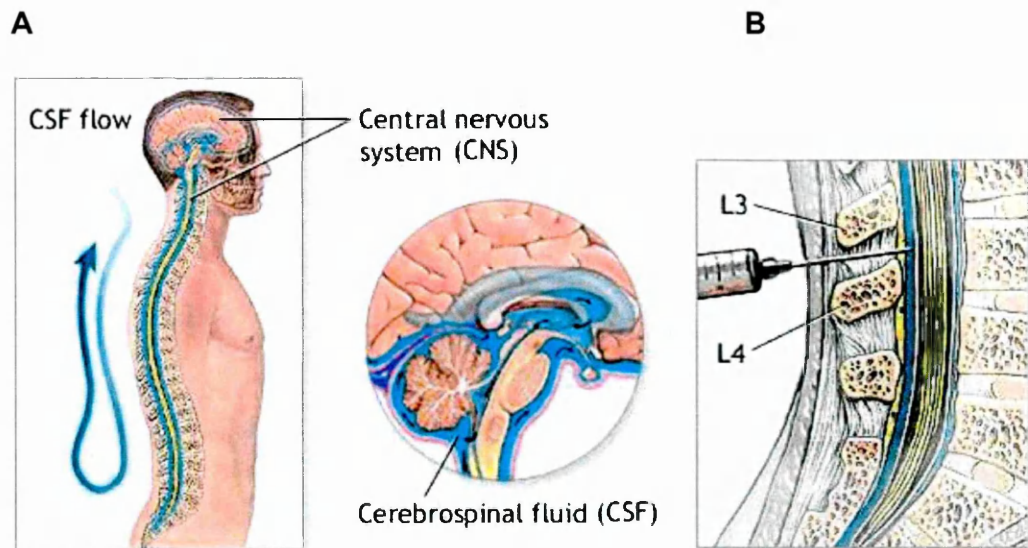 A
B
CSF flow
Central nervous
system (CNS)
Cerebrospinal fluid (CSF)
L3
L4